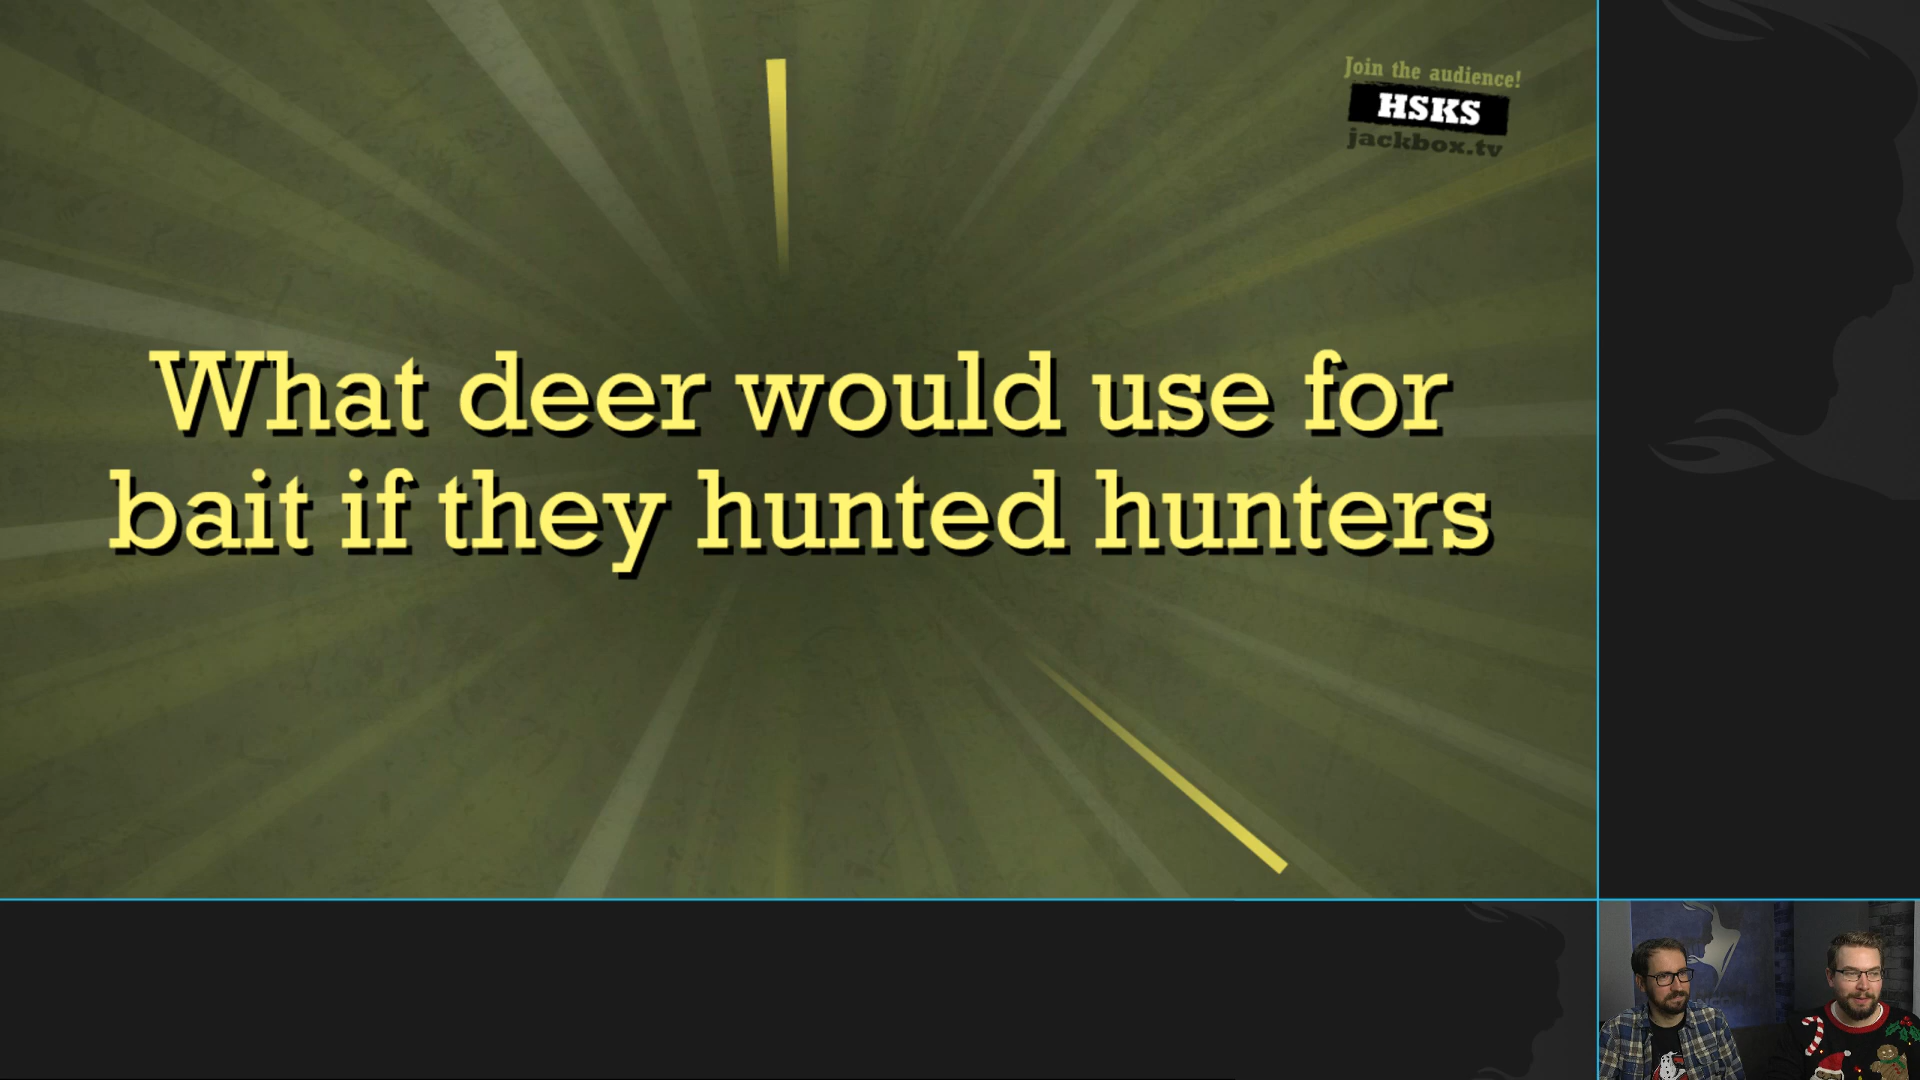 Join the audience!
HSKS
jackbox.tv
What deer would use for
bait if they hunted hunters